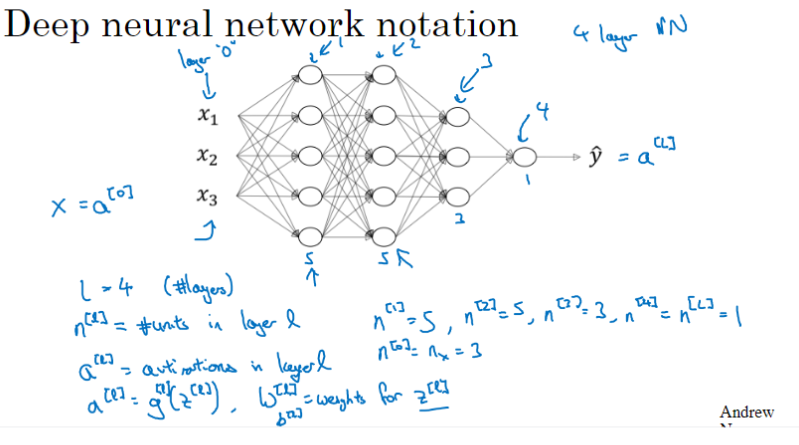 Deep neural network notation
4 layer NN
layer "0"
1
2
3
4
x₁
x₂
x₃
X = a^[0]
ŷ = a^[L]
5
5
3
1
L = 4 (#layers)
n^[l] = #units in layer l
n^[1] = 5, n^[2] = 5, n^[3] = 3, n^[4] = n^[L] = 1
n^[0] = n_x = 3
a^[l] = activations in layer l
a^[l] = g^[l](z^[l]), W^[l] = weights for z^[l]
b^[l]
Andrew